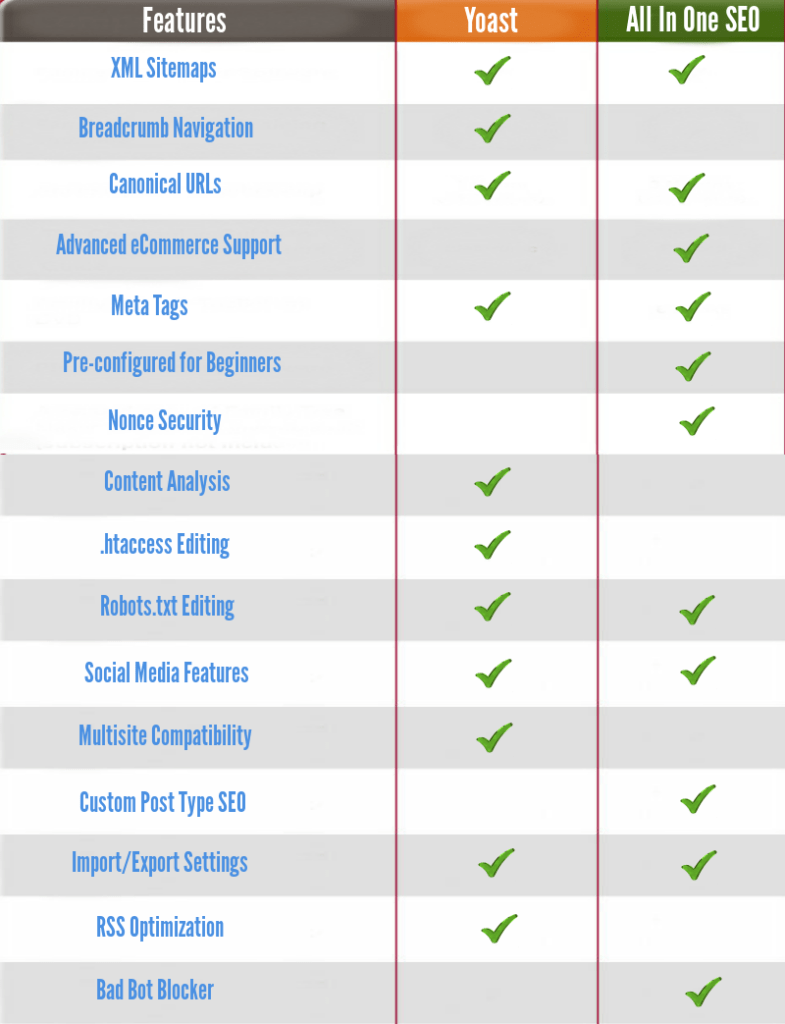 Features Yoast All In One SEO
XML Sitemaps
Breadcrumb Navigation
Canonical URLs
Advanced eCommerce Support
Meta Tags
Pre-configured for Beginners
Nonce Security
Content Analysis
.htaccess Editing
Robots.txt Editing
Social Media Features
Multisite Compatibility
Custom Post Type SEO
Import/Export Settings
RSS Optimization
Bad Bot Blocker